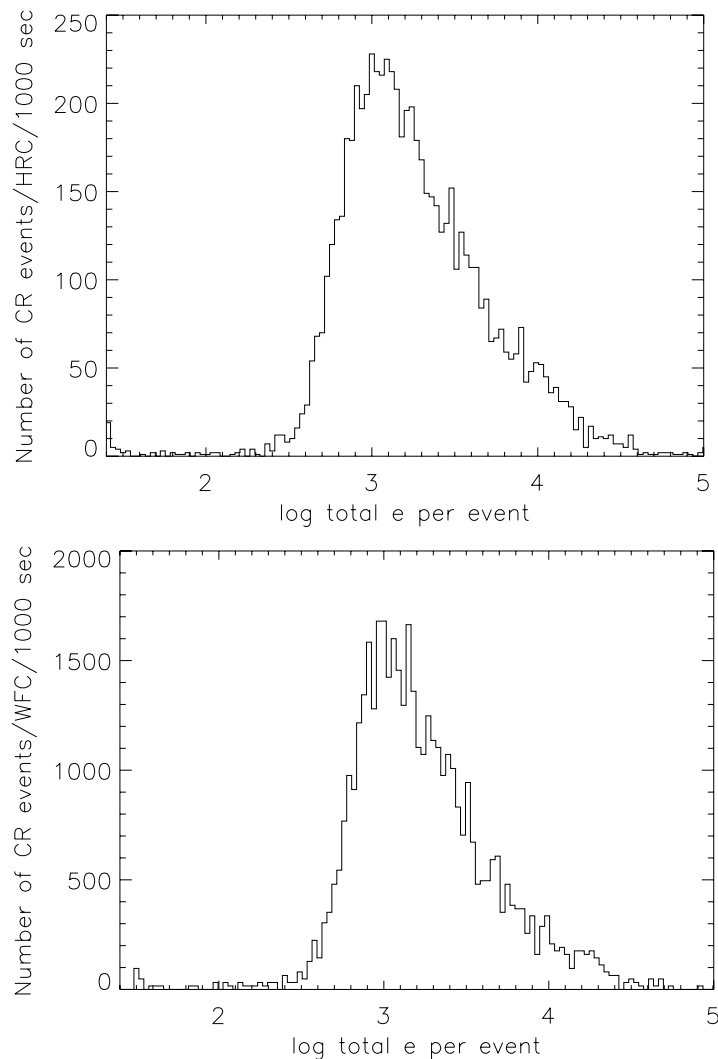 Number of CR events/HRC/1000 sec
250
200
150
100
50
0
2 3 4 5
log total e per event
Number of CR events/WFC/1000 sec
2000
1500
1000
500
0
2 3 4 5
log total e per event